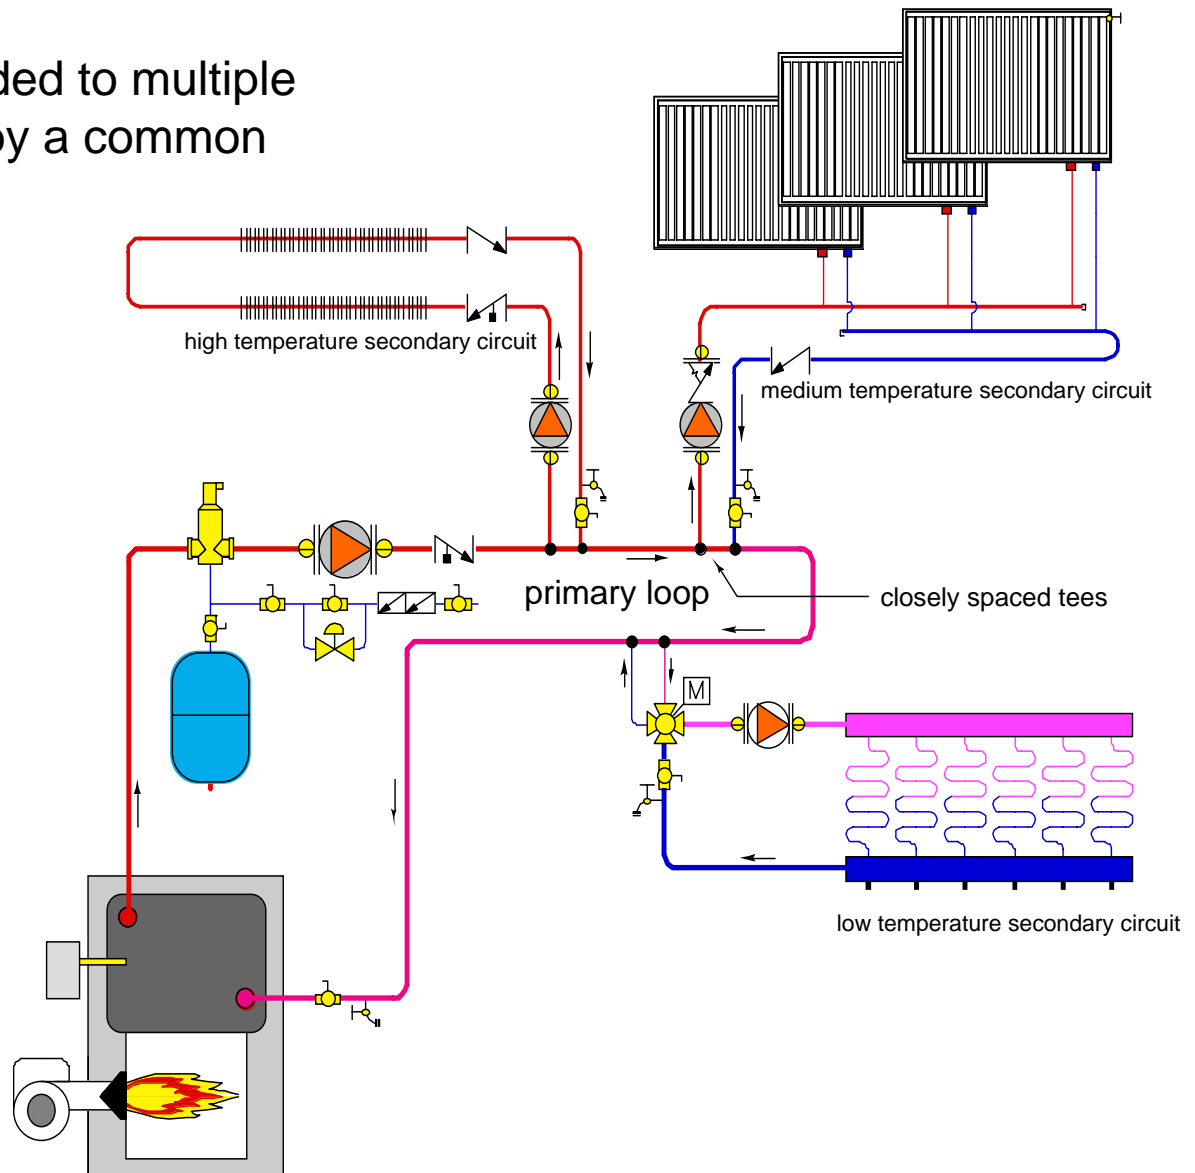 ded to multiple
by a common
high temperature secondary circuit
medium temperature secondary circuit
primary loop
closely spaced tees
M
low temperature secondary circuit